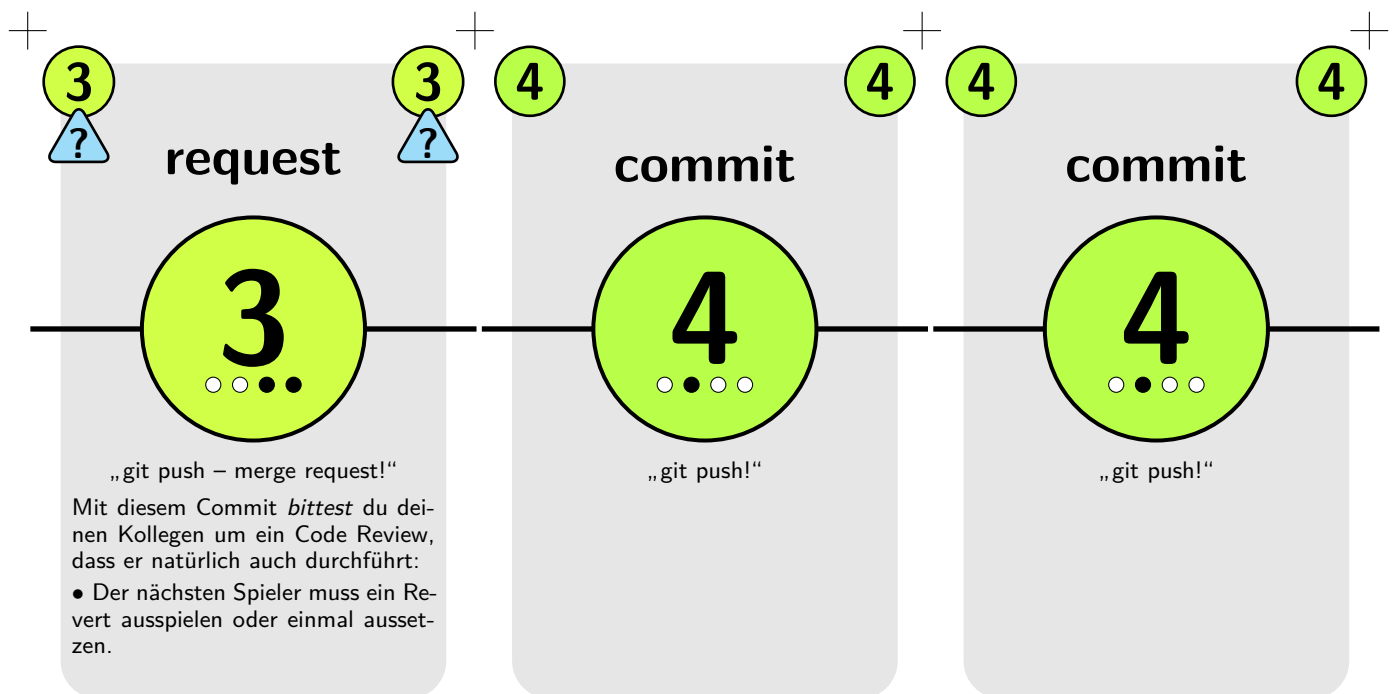 3 3
? ?
request
3
„git push – merge request!“
Mit diesem Commit bittest du dei-
nen Kollegen um ein Code Review,
dass er natürlich auch durchführt:
• Der nächsten Spieler muss ein Re-
vert ausspielen oder einmal ausset-
zen.
4 4
commit
4
„git push!“
4 4
commit
4
„git push!“